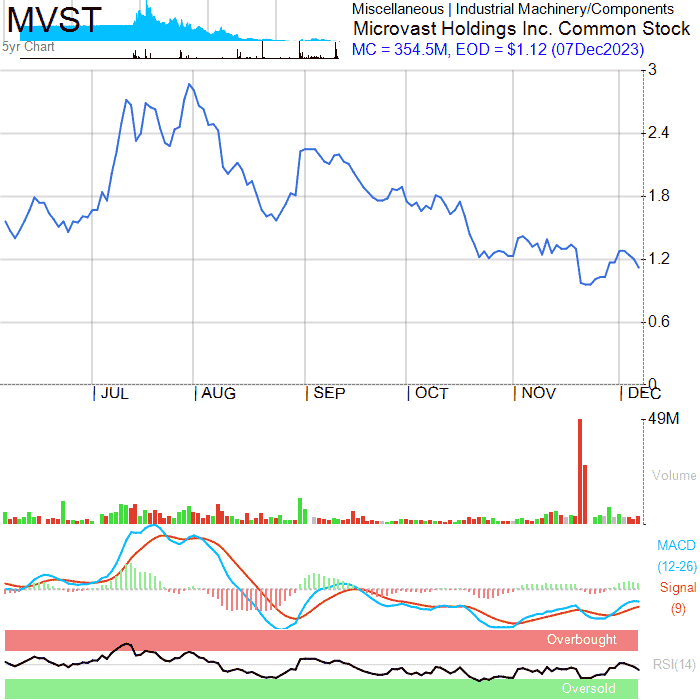 MVST
Miscellaneous | Industrial Machinery/Components
Microvast Holdings Inc. Common Stock
5yr Chart
MC = 354.5M, EOD = $1.12 (07Dec2023)
3
2.4
1.8
1.2
0.6
0
JUL
AUG
SEP
OCT
NOV
DEC
49M
Volume
MACD
(12-26)
Signal
(9)
Overbought
RSI(14)
Oversold